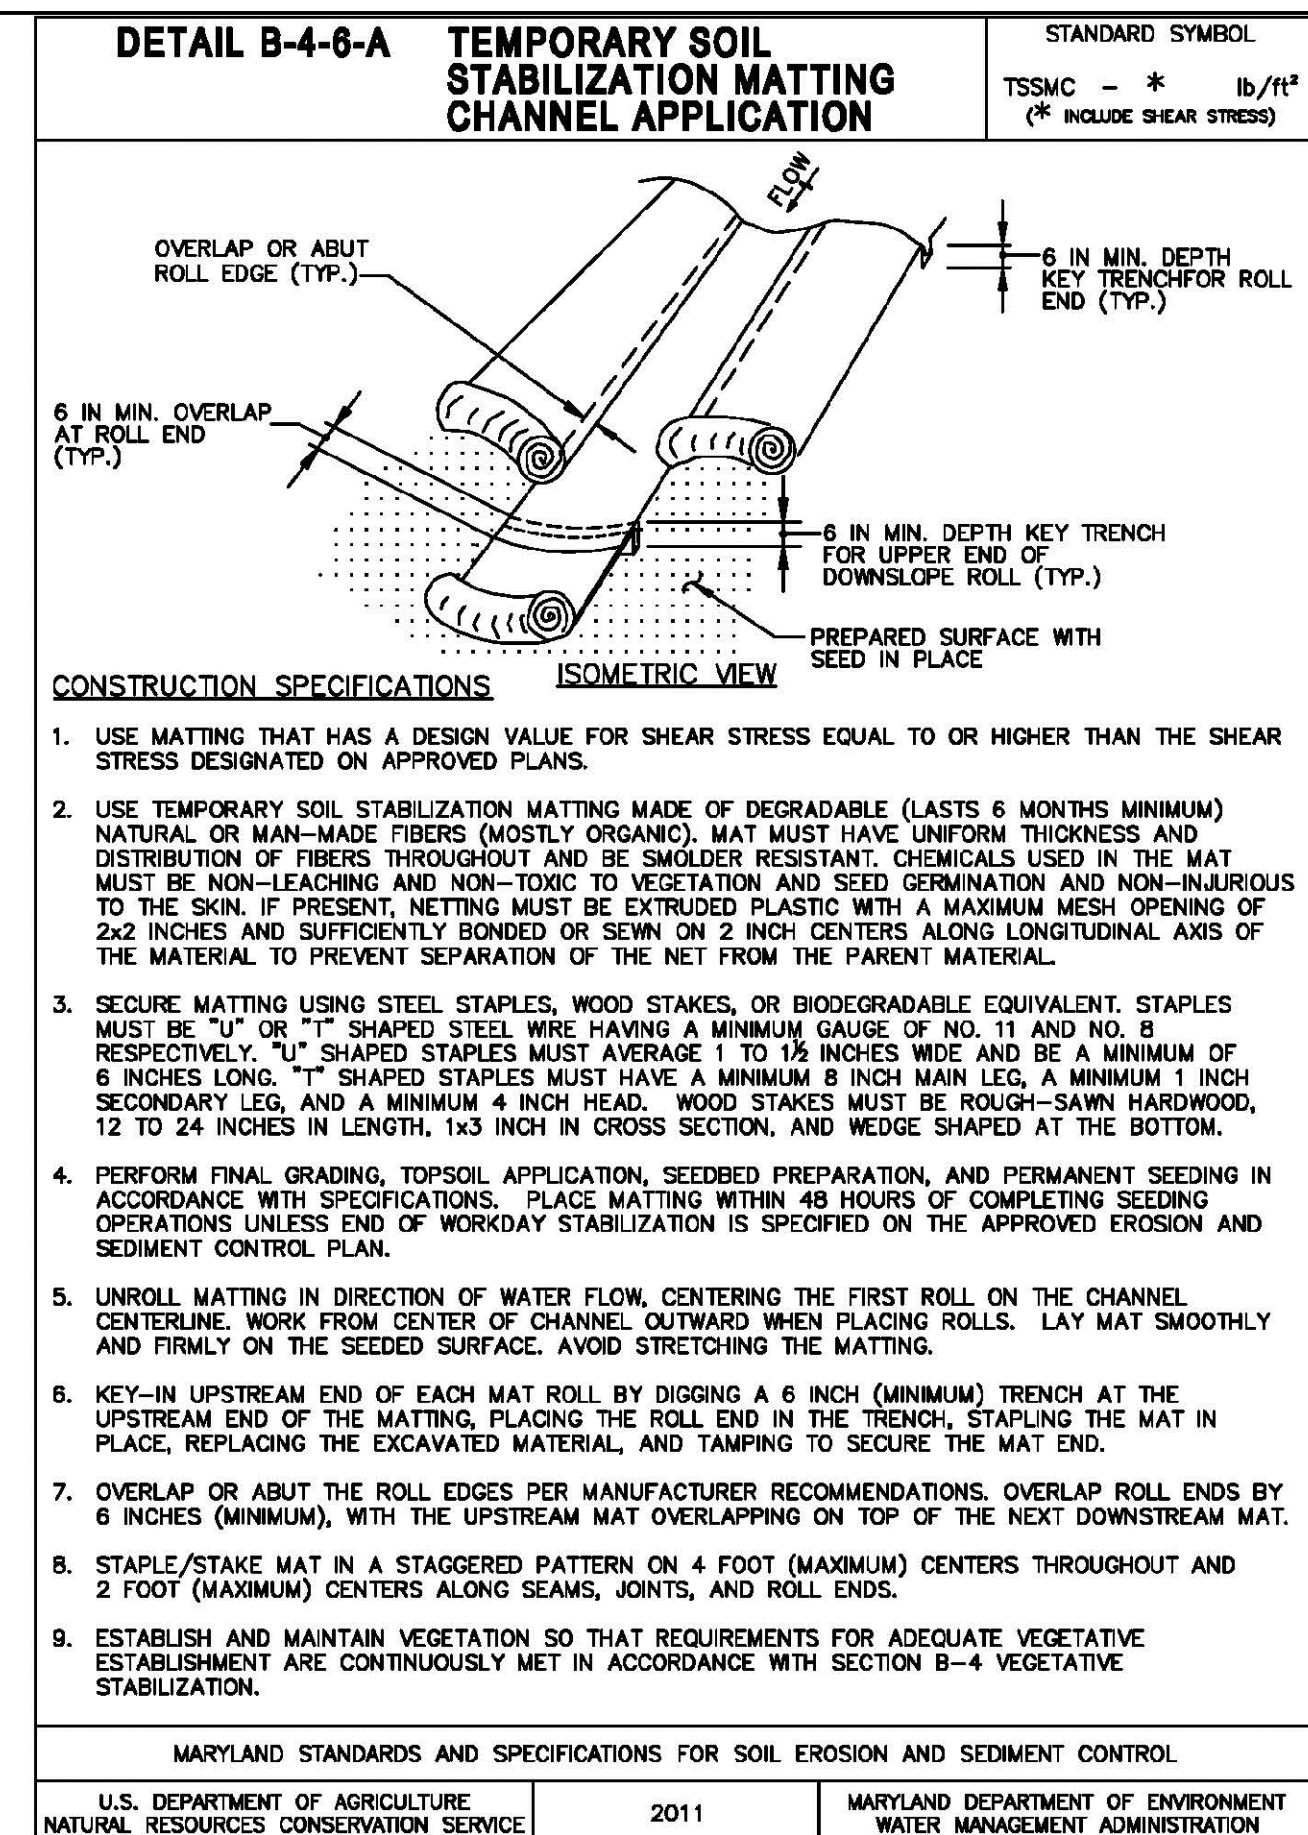 DETAIL B-4-6-A
TEMPORARY SOIL
STABILIZATION MATTING
CHANNEL APPLICATION
STANDARD SYMBOL
TSSMC - * lb/ft²
(* INCLUDE SHEAR STRESS)
FLOW
OVERLAP OR ABUT
ROLL EDGE (TYP.)
6 IN MIN. DEPTH
KEY TRENCHFOR ROLL
END (TYP.)
6 IN MIN. OVERLAP
AT ROLL END
(TYP.)
6 IN MIN. DEPTH KEY TRENCH
FOR UPPER END OF
DOWNSLOPE ROLL (TYP.)
PREPARED SURFACE WITH
SEED IN PLACE
ISOMETRIC VIEW
CONSTRUCTION SPECIFICATIONS
1. USE MATTING THAT HAS A DESIGN VALUE FOR SHEAR STRESS EQUAL TO OR HIGHER THAN THE SHEAR
STRESS DESIGNATED ON APPROVED PLANS.
2. USE TEMPORARY SOIL STABILIZATION MATTING MADE OF DEGRADABLE (LASTS 6 MONTHS MINIMUM)
NATURAL OR MAN-MADE FIBERS (MOSTLY ORGANIC). MAT MUST HAVE UNIFORM THICKNESS AND
DISTRIBUTION OF FIBERS THROUGHOUT AND BE SMOLDER RESISTANT. CHEMICALS USED IN THE MAT
MUST BE NON-LEACHING AND NON-TOXIC TO VEGETATION AND SEED GERMINATION AND NON-INJURIOUS
TO THE SKIN. IF PRESENT, NETTING MUST BE EXTRUDED PLASTIC WITH A MAXIMUM MESH OPENING OF
2x2 INCHES AND SUFFICIENTLY BONDED OR SEWN ON 2 INCH CENTERS ALONG LONGITUDINAL AXIS OF
THE MATERIAL TO PREVENT SEPARATION OF THE NET FROM THE PARENT MATERIAL.
3. SECURE MATTING USING STEEL STAPLES, WOOD STAKES, OR BIODEGRADABLE EQUIVALENT. STAPLES
MUST BE "U" OR "T" SHAPED STEEL WIRE HAVING A MINIMUM GAUGE OF NO. 11 AND NO. 8
RESPECTIVELY. "U" SHAPED STAPLES MUST AVERAGE 1 TO 1½ INCHES WIDE AND BE A MINIMUM OF
6 INCHES LONG. "T" SHAPED STAPLES MUST HAVE A MINIMUM 8 INCH MAIN LEG, A MINIMUM 1 INCH
SECONDARY LEG, AND A MINIMUM 4 INCH HEAD. WOOD STAKES MUST BE ROUGH-SAWN HARDWOOD,
12 TO 24 INCHES IN LENGTH, 1x3 INCH IN CROSS SECTION, AND WEDGE SHAPED AT THE BOTTOM.
4. PERFORM FINAL GRADING, TOPSOIL APPLICATION, SEEDBED PREPARATION, AND PERMANENT SEEDING IN
ACCORDANCE WITH SPECIFICATIONS. PLACE MATTING WITHIN 48 HOURS OF COMPLETING SEEDING
OPERATIONS UNLESS END OF WORKDAY STABILIZATION IS SPECIFIED ON THE APPROVED EROSION AND
SEDIMENT CONTROL PLAN.
5. UNROLL MATTING IN DIRECTION OF WATER FLOW, CENTERING THE FIRST ROLL ON THE CHANNEL
CENTERLINE. WORK FROM CENTER OF CHANNEL OUTWARD WHEN PLACING ROLLS. LAY MAT SMOOTHLY
AND FIRMLY ON THE SEEDED SURFACE. AVOID STRETCHING THE MATTING.
6. KEY-IN UPSTREAM END OF EACH MAT ROLL BY DIGGING A 6 INCH (MINIMUM) TRENCH AT THE
UPSTREAM END OF THE MATTING, PLACING THE ROLL END IN THE TRENCH, STAPLING THE MAT IN
PLACE, REPLACING THE EXCAVATED MATERIAL, AND TAMPING TO SECURE THE MAT END.
7. OVERLAP OR ABUT THE ROLL EDGES PER MANUFACTURER RECOMMENDATIONS. OVERLAP ROLL ENDS BY
6 INCHES (MINIMUM), WITH THE UPSTREAM MAT OVERLAPPING ON TOP OF THE NEXT DOWNSTREAM MAT.
8. STAPLE/STAKE MAT IN A STAGGERED PATTERN ON 4 FOOT (MAXIMUM) CENTERS THROUGHOUT AND
2 FOOT (MAXIMUM) CENTERS ALONG SEAMS, JOINTS, AND ROLL ENDS.
9. ESTABLISH AND MAINTAIN VEGETATION SO THAT REQUIREMENTS FOR ADEQUATE VEGETATIVE
ESTABLISHMENT ARE CONTINUOUSLY MET IN ACCORDANCE WITH SECTION B-4 VEGETATIVE
STABILIZATION.
MARYLAND STANDARDS AND SPECIFICATIONS FOR SOIL EROSION AND SEDIMENT CONTROL
U.S. DEPARTMENT OF AGRICULTURE
NATURAL RESOURCES CONSERVATION SERVICE
2011
MARYLAND DEPARTMENT OF ENVIRONMENT
WATER MANAGEMENT ADMINISTRATION